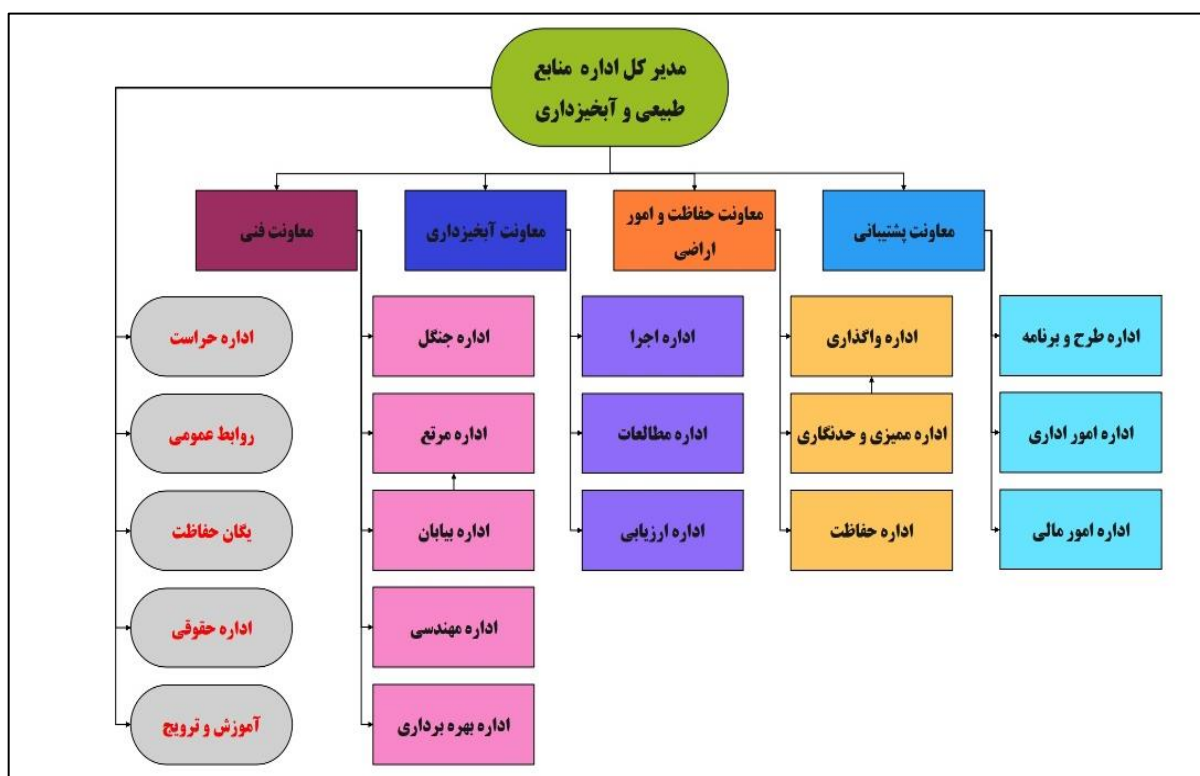 مدیر کل اداره منابع
طبیعی و آبخیزداری
معاونت پشتیبانی
معاونت حفاظت و امور
اراضی
معاونت آبخیزداری
معاونت فنی
اداره طرح و برنامه
اداره واگذاری
اداره اجرا
اداره جنگل
اداره حراست
اداره امور اداری
اداره ممیزی و حدنگاری
اداره مطالعات
اداره مرتع
روابط عمومی
اداره امور مالی
اداره حفاظت
اداره ارزیابی
اداره بیابان
یگان حفاظت
اداره مهندسی
اداره حقوقی
اداره بهره برداری
آموزش و ترویج